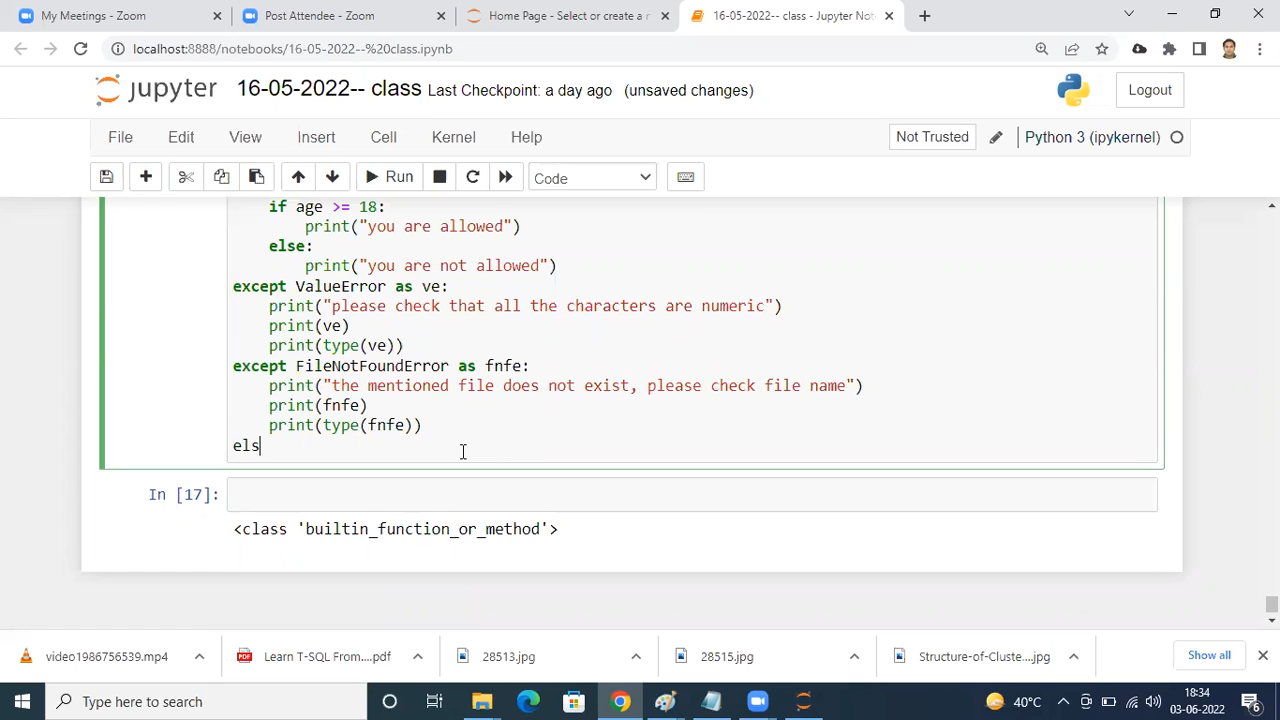 My Meetings - Zoom
Post Attendee - Zoom
Home Page - Select or create a n
16-05-2022-- class - Jupyter Not
localhost:8888/notebooks/16-05-2022--%20class.ipynb
jupyter 16-05-2022-- class Last Checkpoint: a day ago (unsaved changes) Logout
File Edit View Insert Cell Kernel Help Not Trusted Python 3 (ipykernel)
Run Code
if age >= 18:
print("you are allowed")
else:
print("you are not allowed")
except ValueError as ve:
print("please check that all the characters are numeric")
print(ve)
print(type(ve))
except FileNotFoundError as fnfe:
print("the mentioned file does not exist, please check file name")
print(fnfe)
print(type(fnfe))
els
In [17]:
<class 'builtin_function_or_method'>
video1986756539.mp4 Learn T-SQL From....pdf 28513.jpg 28515.jpg Structure-of-Cluste....jpg Show all
Type here to search 40°C 18:34
03-06-2022 6